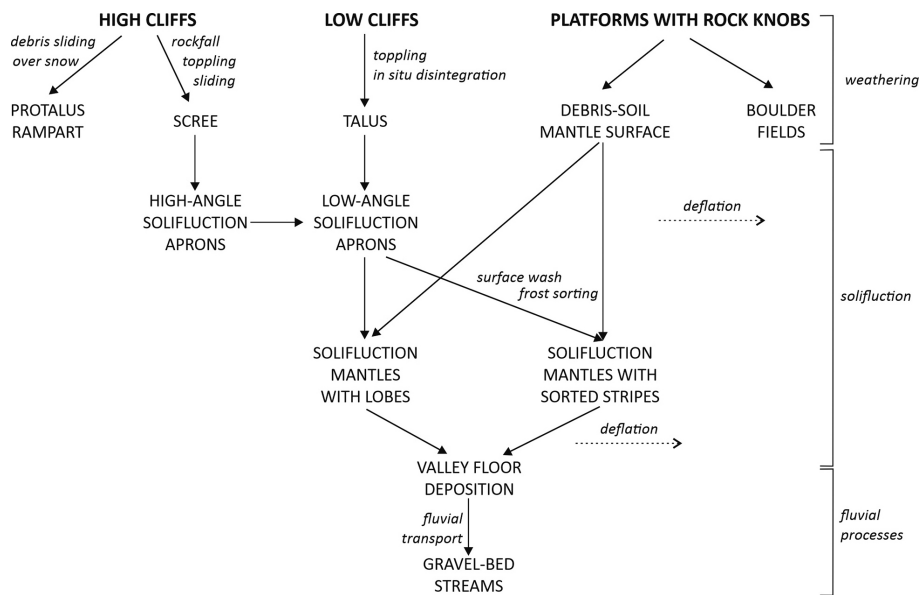 HIGH CLIFFS
LOW CLIFFS
PLATFORMS WITH ROCK KNOBS
debris sliding
over snow
rockfall
toppling
sliding
toppling
in situ disintegration
weathering
PROTALUS
RAMPART
SCREE
TALUS
DEBRIS-SOIL
MANTLE SURFACE
BOULDER
FIELDS
HIGH-ANGLE
SOLIFLUCTION
APRONS
LOW-ANGLE
SOLIFLUCTION
APRONS
deflation
surface wash
frost sorting
solifluction
SOLIFLUCTION
MANTLES
WITH LOBES
SOLIFLUCTION
MANTLES WITH
SORTED STRIPES
deflation
VALLEY FLOOR
DEPOSITION
fluvial
transport
fluvial
processes
GRAVEL-BED
STREAMS